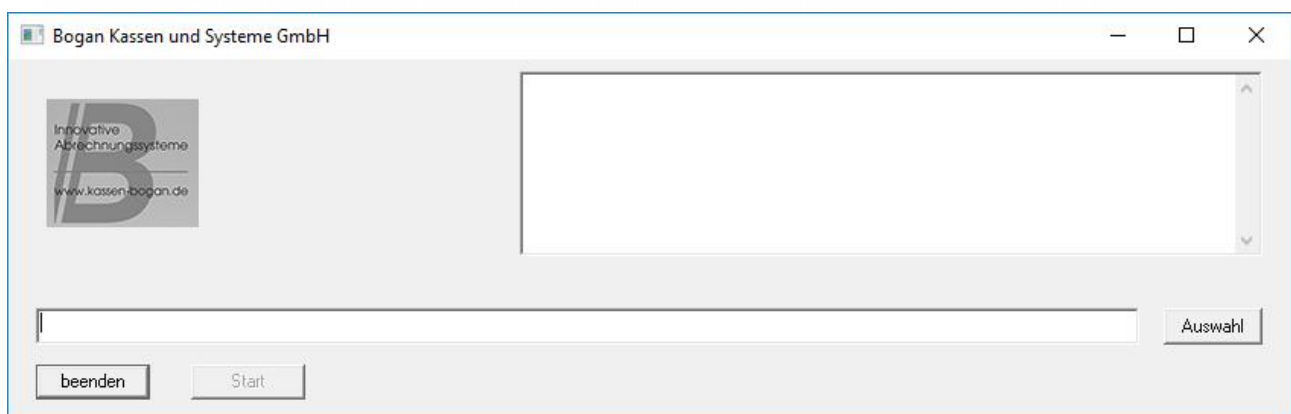 Bogan Kassen und Systeme GmbH
Innovative
Abrechnungssysteme
www.kassen-bogan.de
Auswahl
beenden Start